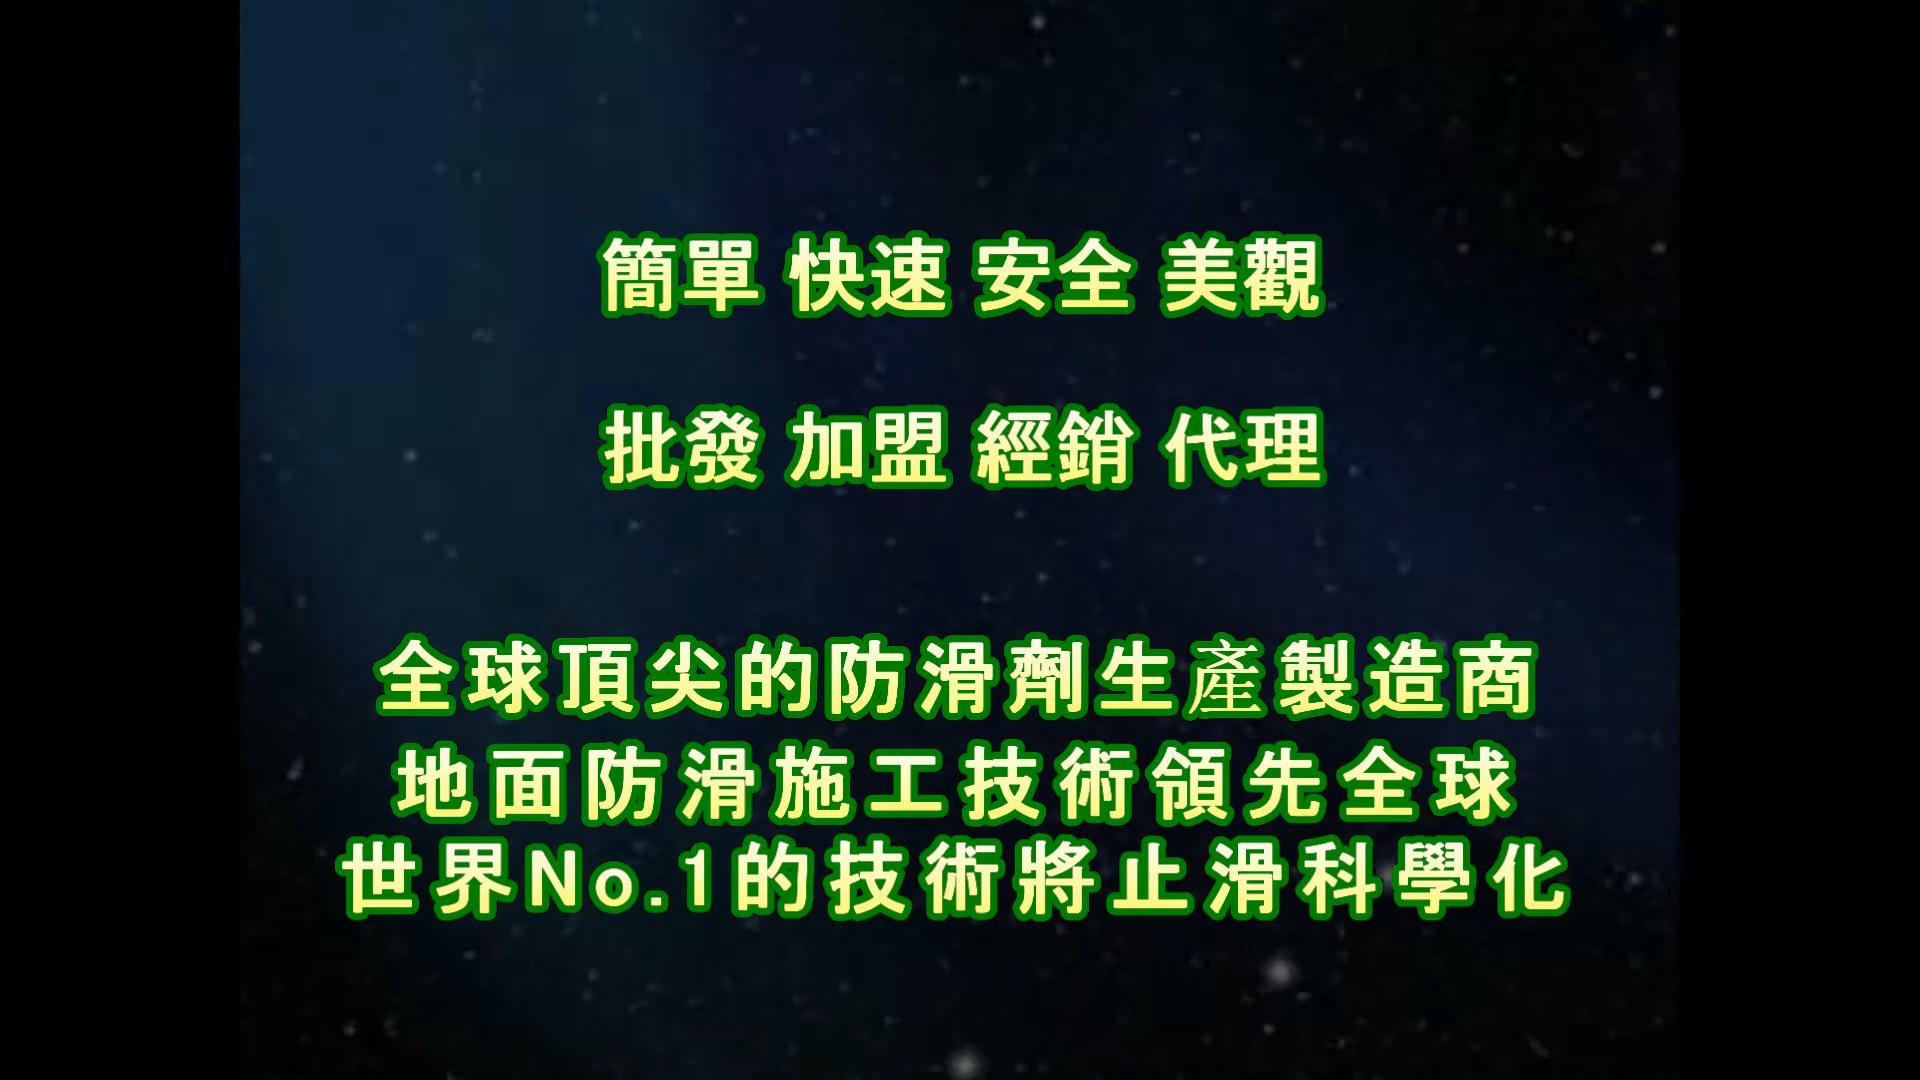 簡單 快速 安全 美觀
批發 加盟 經銷 代理
全球頂尖的防滑劑生產製造商
地面防滑施工技術領先全球
世界No.1的技術將止滑科學化